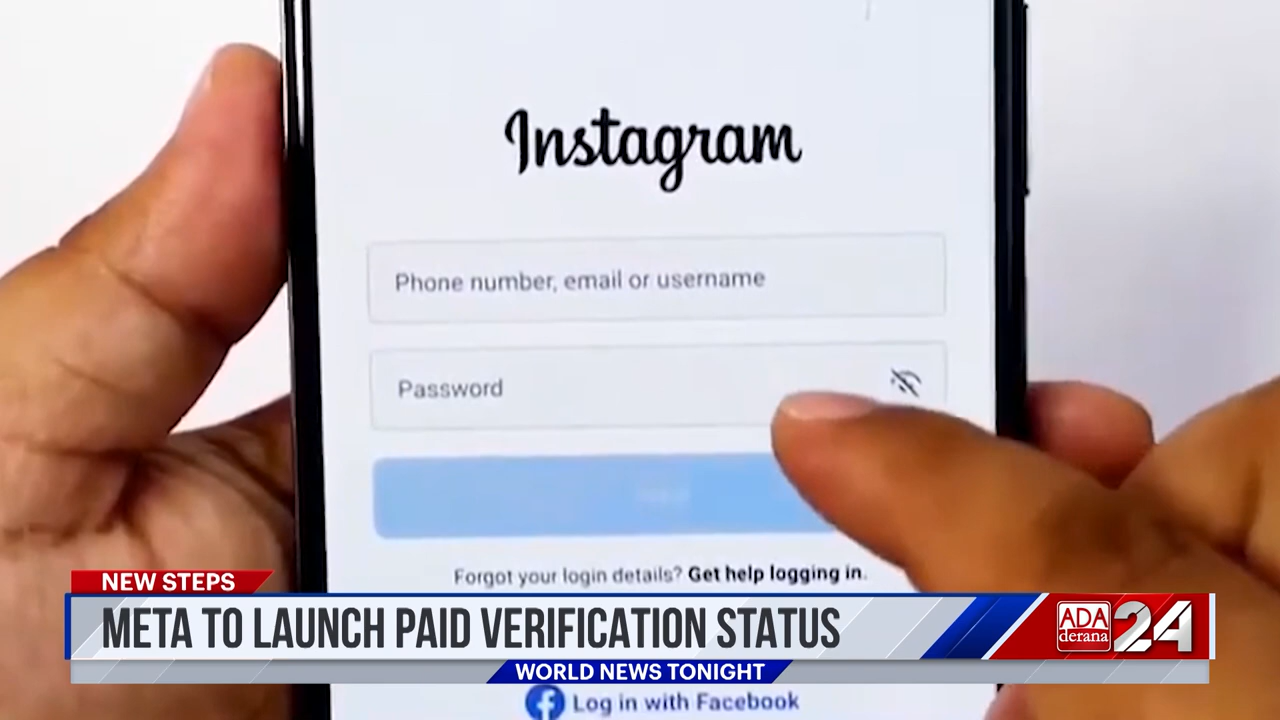 Instagram
Phone number, email or username
Password
Forgot your login details? Get help logging in.
NEW STEPS
META TO LAUNCH PAID VERIFICATION STATUS
ADA
derana
24
WORLD NEWS TONIGHT
Log in with Facebook